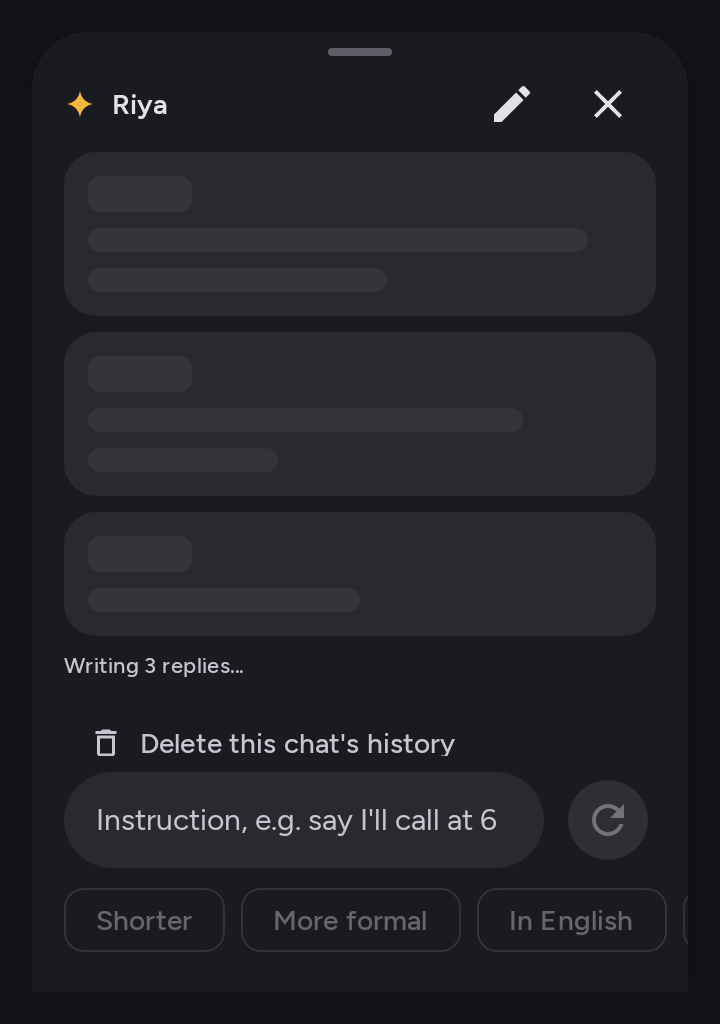 Riya
Writing 3 replies…
Delete this chat's history
Instruction, e.g. say I'll call at 6
Shorter
More formal
In English